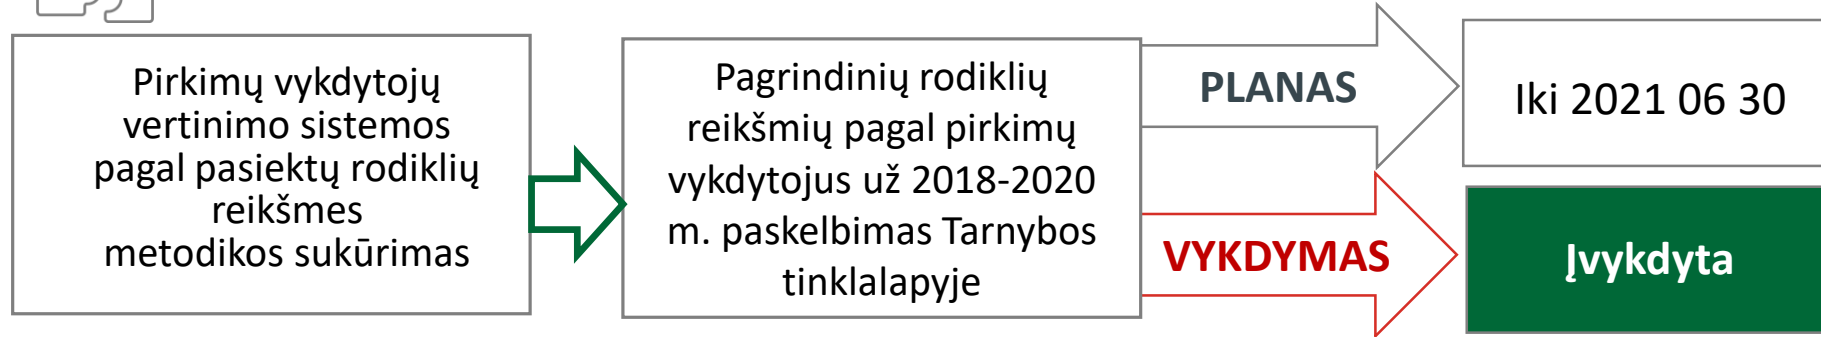 Pirkimų vykdytojų
vertinimo sistemos
pagal pasiektų rodiklių
reikšmes
metodikos sukūrimas
Pagrindinių rodiklių
reikšmių pagal pirkimų
vykdytojus už 2018-2020
m. paskelbimas Tarnybos
tinklalapyje
PLANAS
Iki 2021 06 30
VYKDYMAS
Įvykdyta